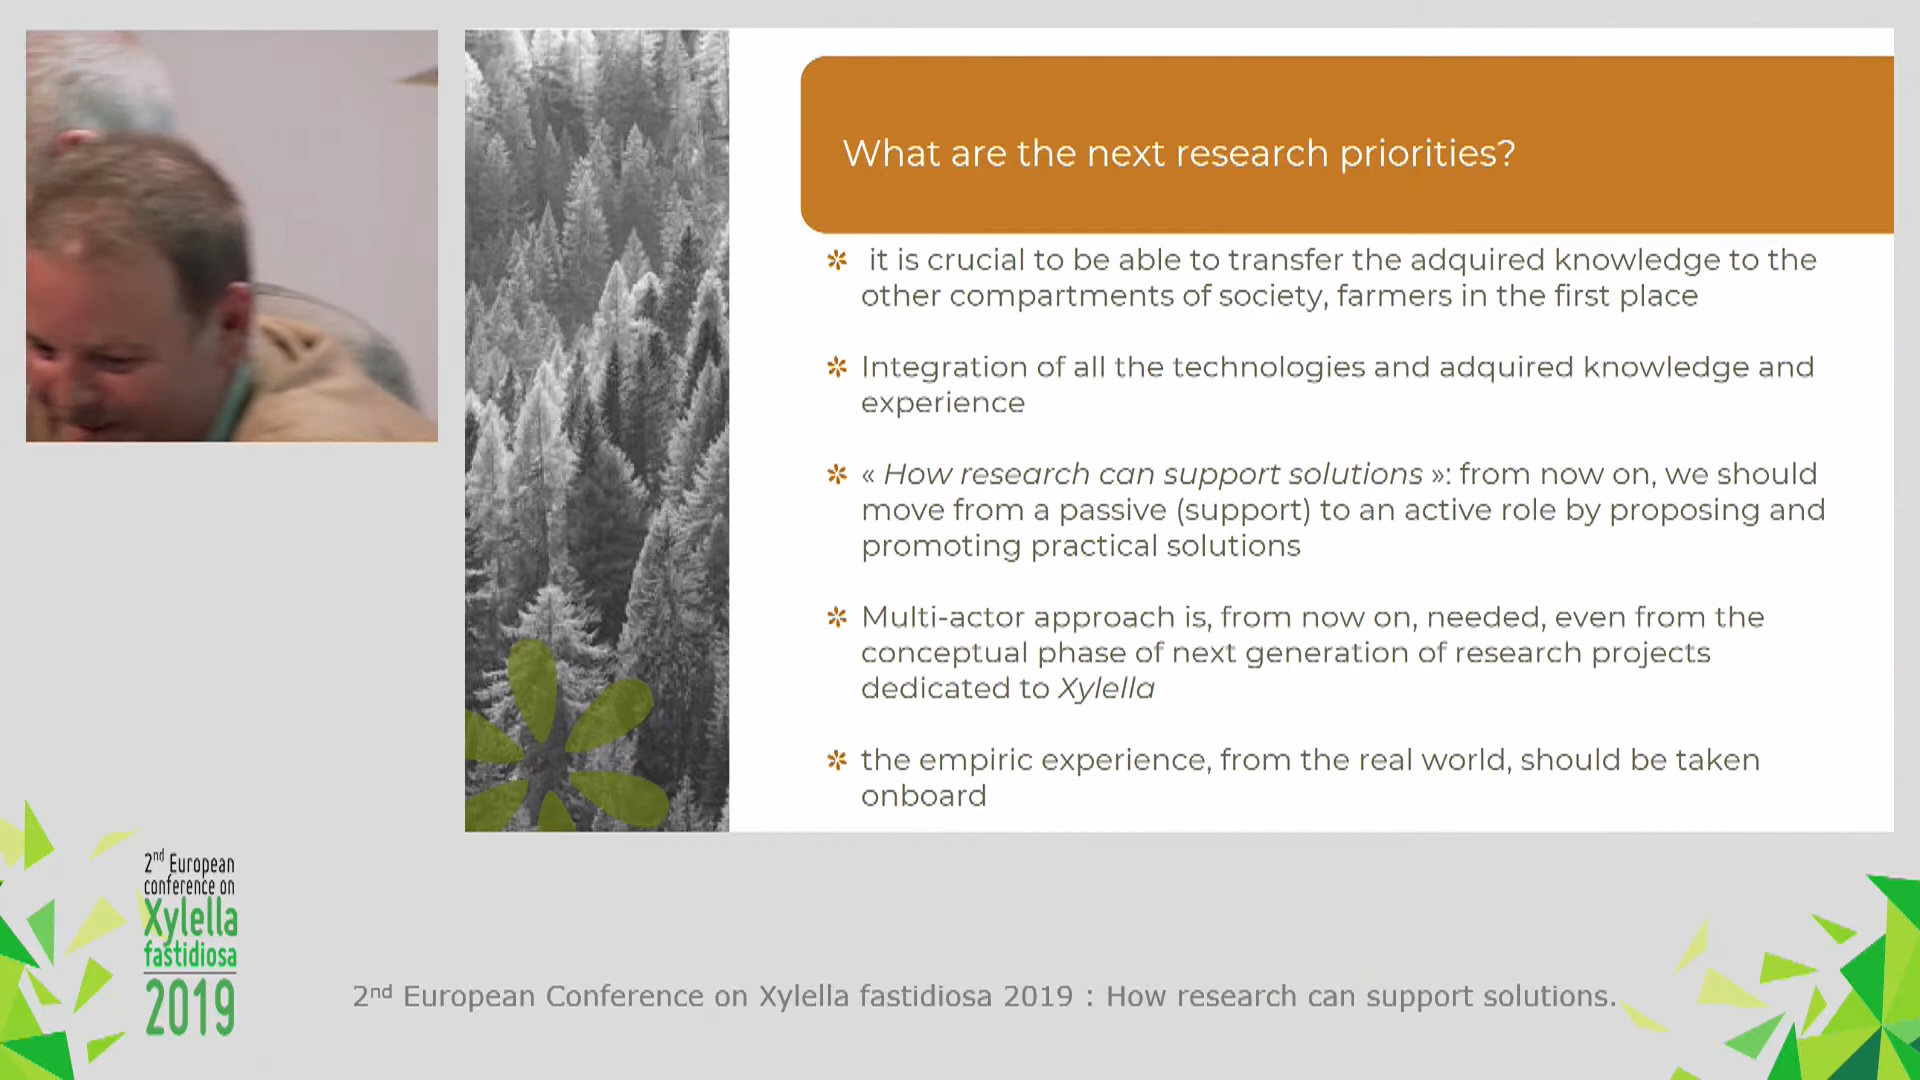 What are the next research priorities?
✲ it is crucial to be able to transfer the adquired knowledge to the
other compartments of society, farmers in the first place
✲ Integration of all the technologies and adquired knowledge and
experience
✲ « How research can support solutions »: from now on, we should
move from a passive (support) to an active role by proposing and
promoting practical solutions
✲ Multi-actor approach is, from now on, needed, even from the
conceptual phase of next generation of research projects
dedicated to Xylella
✲ the empiric experience, from the real world, should be taken
onboard
2nd European
conference on
Xylella
fastidiosa
2019
2nd European Conference on Xylella fastidiosa 2019 : How research can support solutions.